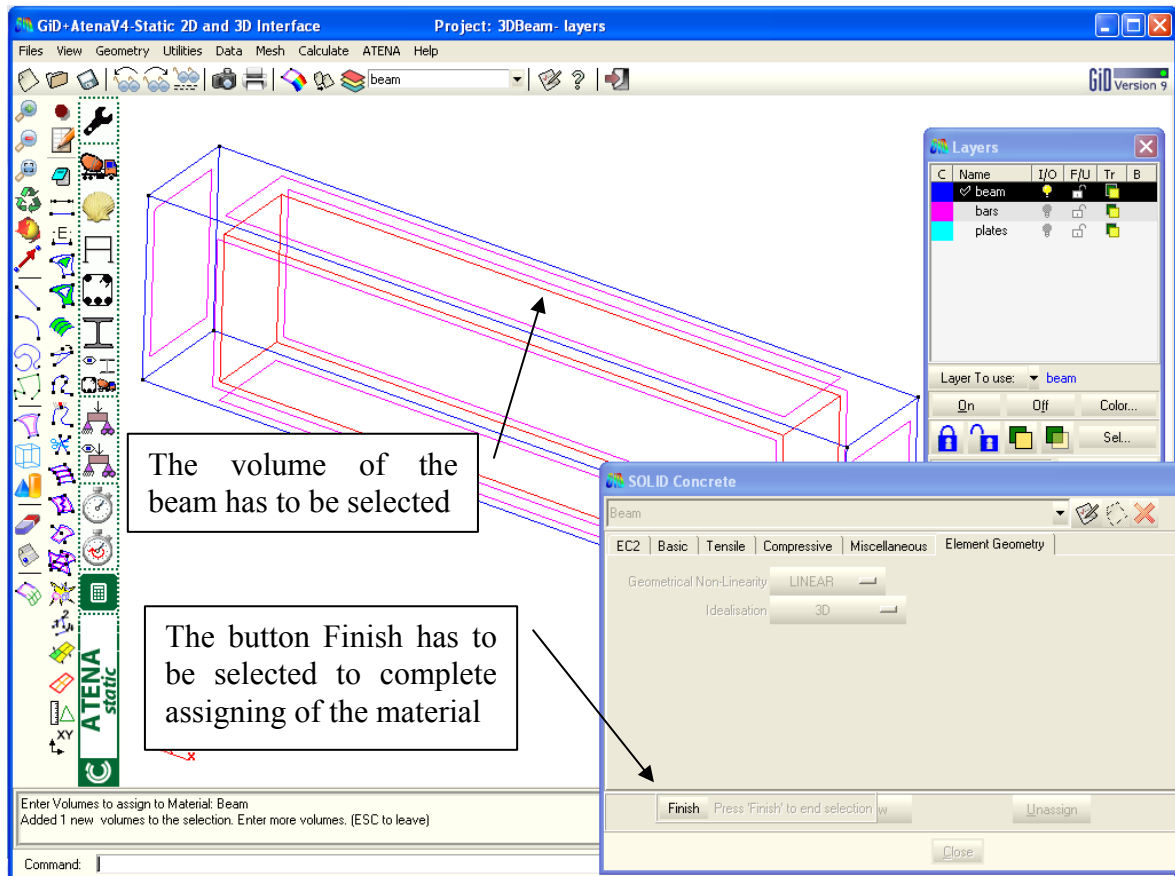 GiD+AtenaV4-Static 2D and 3D Interface Project: 3DBeam- layers
Files View Geometry Utilities Data Mesh Calculate ATENA Help
beam
GiD Version 9
Layers
C Name I/O F/U Tr B
beam
bars
plates
Layer To use: beam
On Off Color...
Sel...
The volume of the
beam has to be selected
SOLID Concrete
Beam
EC2 Basic Tensile Compressive Miscellaneous Element Geometry
Geometrical Non-Linearity LINEAR
Idealisation 3D
The button Finish has to
be selected to complete
assigning of the material
:E:
XY
ATENA
static
x
Finish Press 'Finish' to end selection w Unassign
Close
Enter Volumes to assign to Material: Beam
Added 1 new volumes to the selection. Enter more volumes. (ESC to leave)
Command: